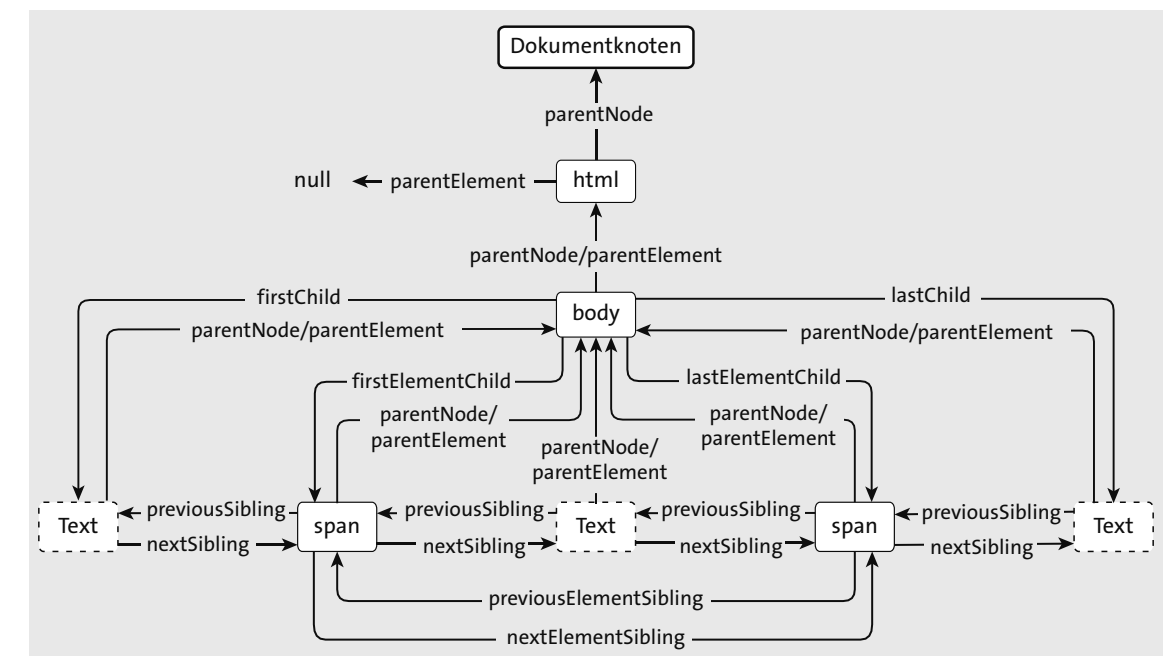 Dokumentknoten
parentNode
null
parentElement
html
parentNode/parentElement
firstChild
lastChild
body
parentNode/parentElement
parentNode/parentElement
firstElementChild
lastElementChild
parentNode/
parentElement
parentNode/
parentElement
parentNode/
parentElement
Text
previousSibling
nextSibling
span
previousSibling
nextSibling
Text
previousSibling
nextSibling
span
previousSibling
nextSibling
Text
previousElementSibling
nextElementSibling